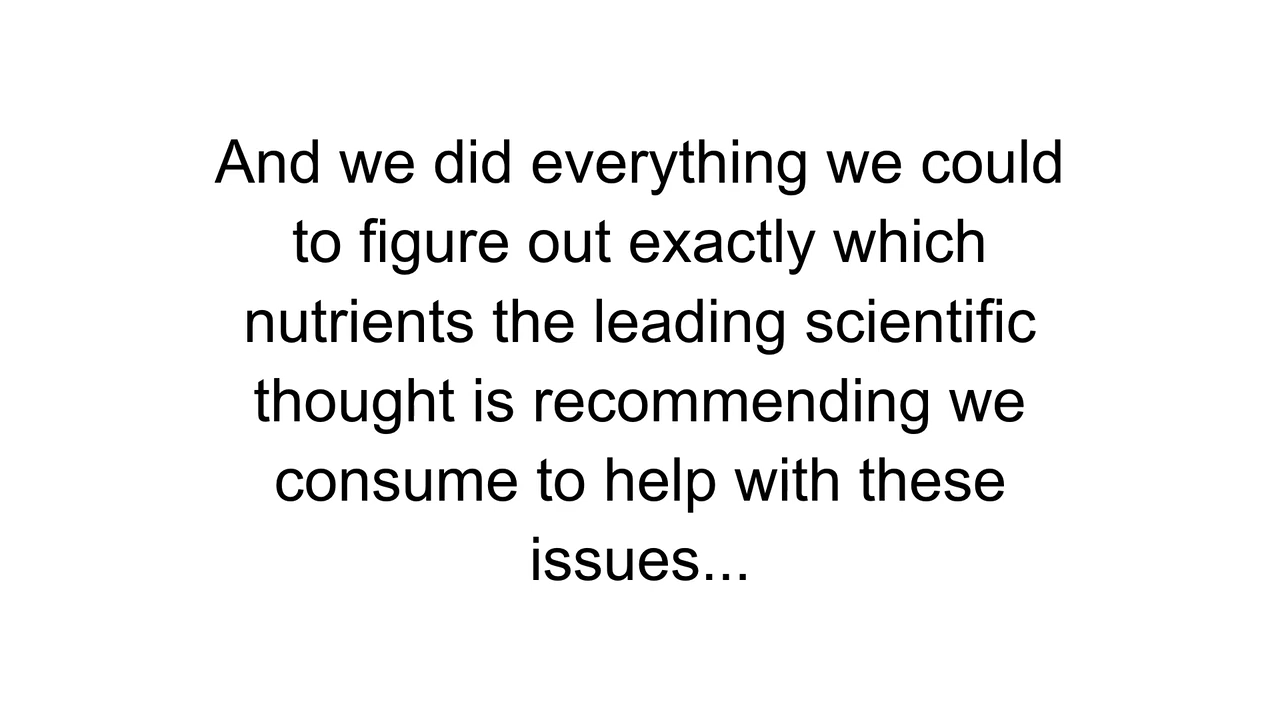 And we did everything we could
to figure out exactly which
nutrients the leading scientific
thought is recommending we
consume to help with these
issues...